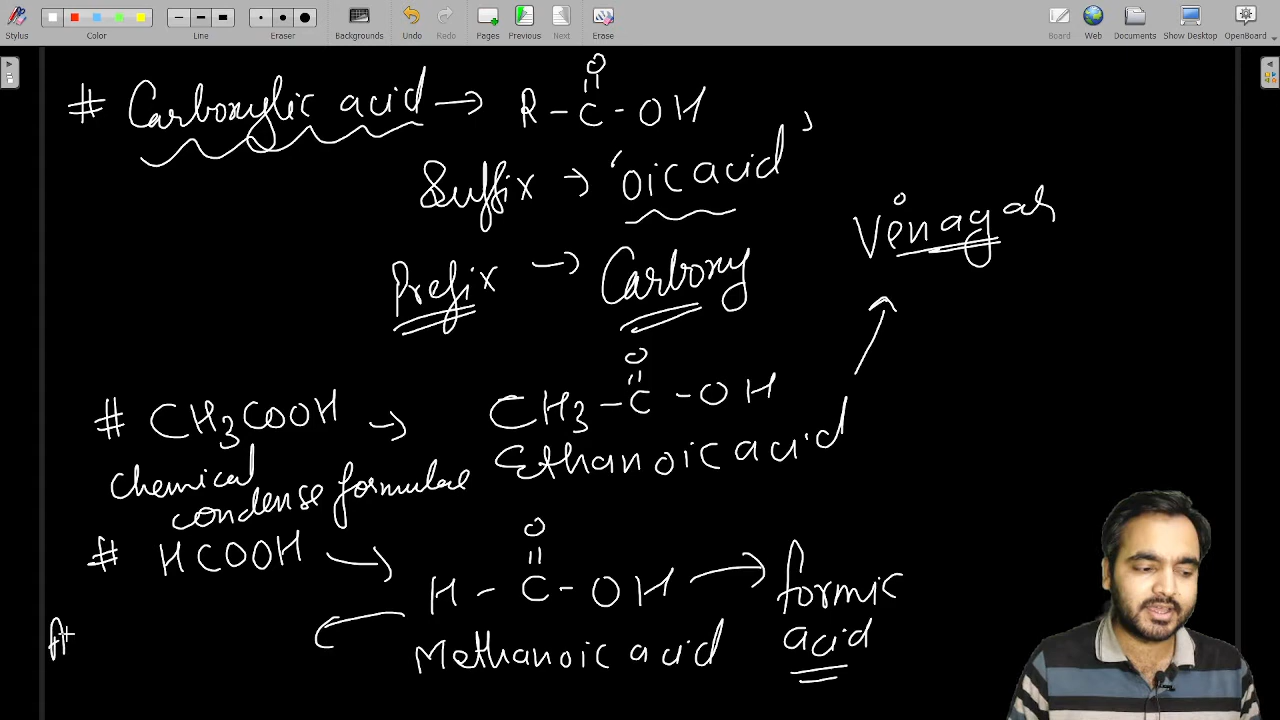 Stylus Color Line Eraser Backgrounds Undo Redo Pages Previous Next Erase Board Web Documents Show Desktop OpenBoard
# Carboxylic acid → R - C - OH
O
Suffix → 'oic acid'
Prefix → Carboxy
Venagar
# CH3COOH → CH3 - C - OH
O
Ethanoic acid
chemical
condense formulae
# HCOOH → H - C - OH → formic
O
acid
Methanoic acid